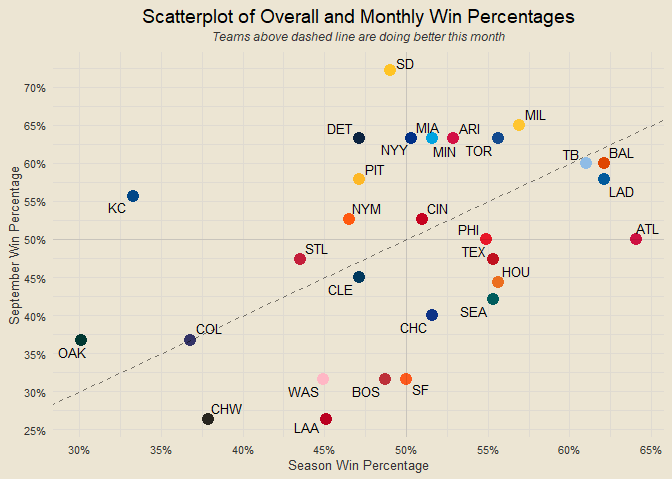 Scatterplot of Overall and Monthly Win Percentages
Teams above dashed line are doing better this month
SD
70%
MIL
65%
DET
MIA
ARI
NYY
MIN
TOR
60%
TB
BAL
PIT
LAD
55%
KC
NYM
CIN
PHI
ATL
50%
STL
TEX
HOU
45%
CLE
SEA
40%
CHC
COL
OAK
35%
WAS
BOS
SF
30%
CHW
LAA
25%
September Win Percentage
30%
35%
40%
45%
50%
55%
60%
65%
Season Win Percentage